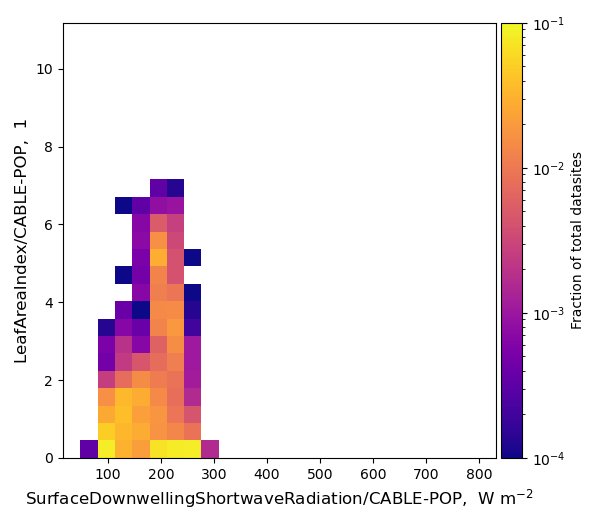 LeafAreaIndex/CABLE-POP,  1
10
8
6
4
2
0
100 200 300 400 500 600 700 800
SurfaceDownwellingShortwaveRadiation/CABLE-POP,  W m⁻²
10⁻¹
10⁻²
10⁻³
10⁻⁴
Fraction of total datasites